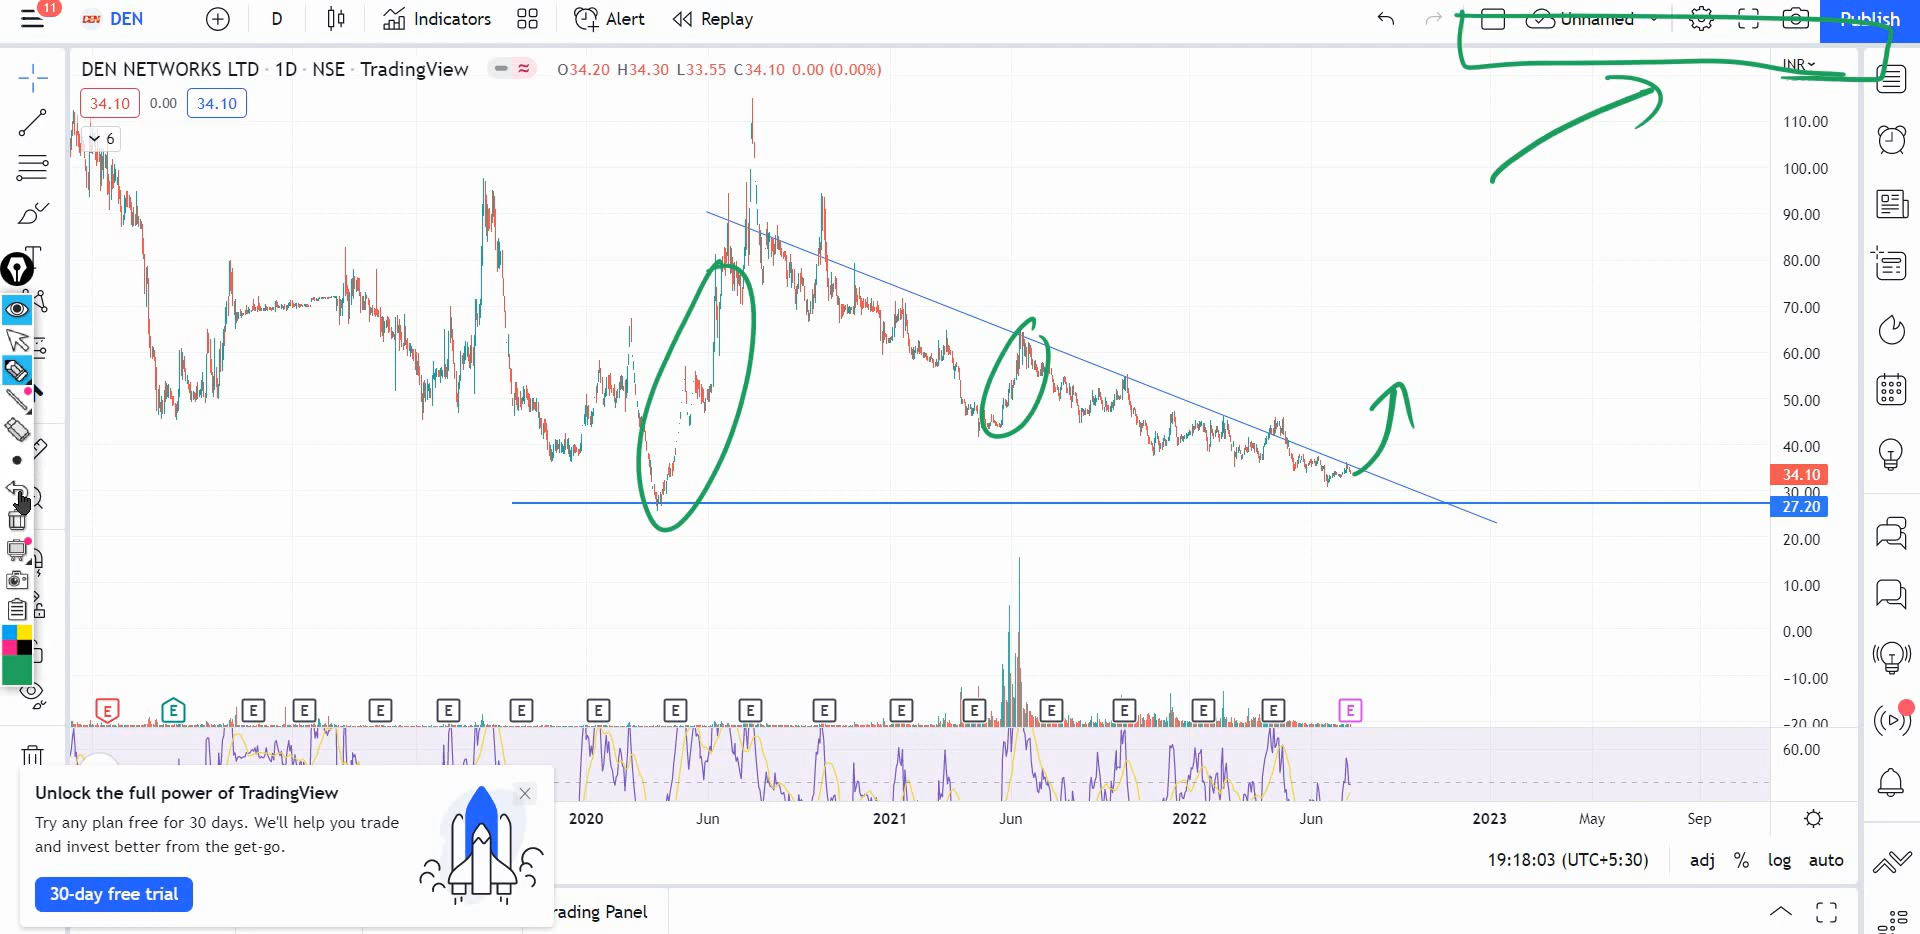 11
DEN DEN D Indicators Alert Replay Unnamed Publish
DEN NETWORKS LTD · 1D · NSE · TradingView O34.20 H34.30 L33.55 C34.10 0.00 (0.00%) INR
34.10 0.00 34.10
6
110.00
100.00
90.00
80.00
70.00
60.00
50.00
40.00
34.10
30.00
27.20
20.00
10.00
0.00
−10.00
−20.00
E E E E E E E E E E E E E E E E E E
60.00
2020 Jun 2021 Jun 2022 Jun 2023 May Sep
Unlock the full power of TradingView
Try any plan free for 30 days. We'll help you trade
and invest better from the get-go.
30-day free trial
19:18:03 (UTC+5:30) adj % log auto
rading Panel